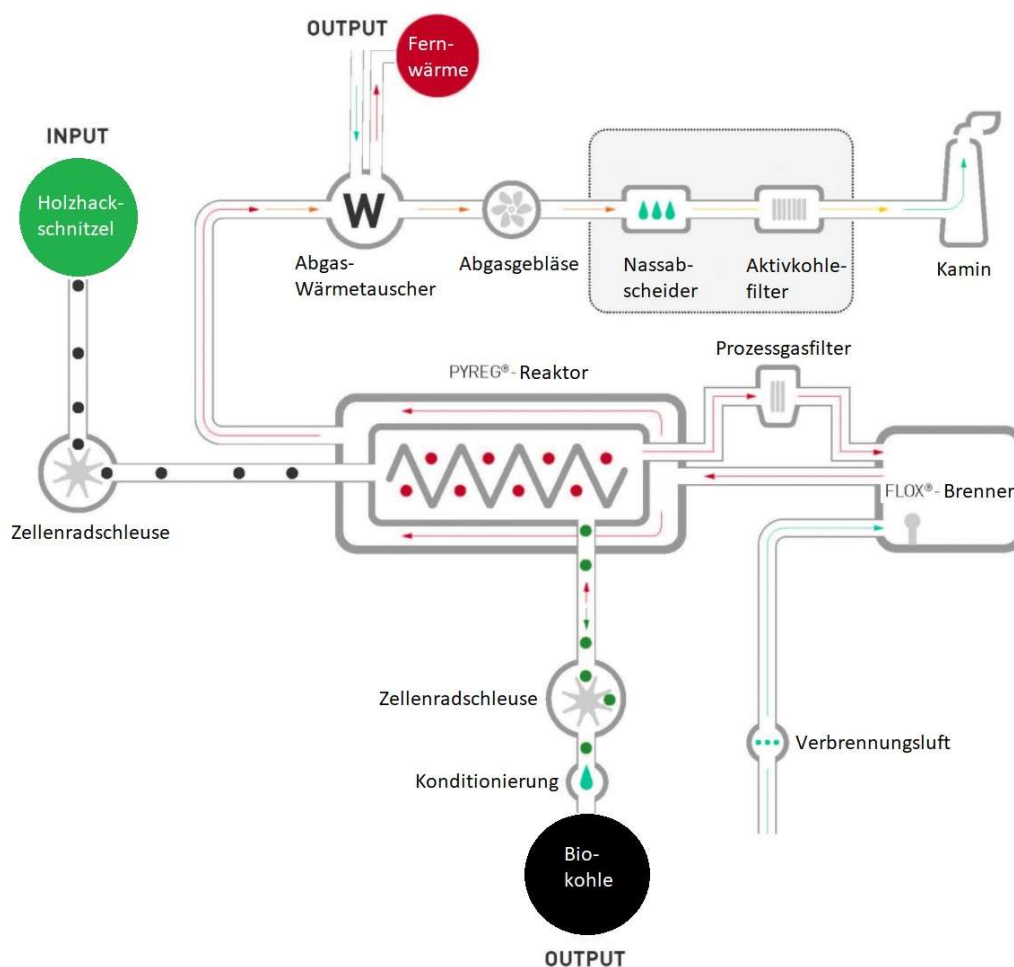 OUTPUT
Fern-
wärme
INPUT
Holzhack-
schnitzel
W
Abgas-
Wärmetauscher
Abgasgebläse
Nassab-
scheider
Aktivkohle-
filter
Kamin
Prozessgasfilter
PYREG®- Reaktor
FLOX®- Brenner
Zellenradschleuse
Zellenradschleuse
Verbrennungsluft
Konditionierung
Bio-
kohle
OUTPUT